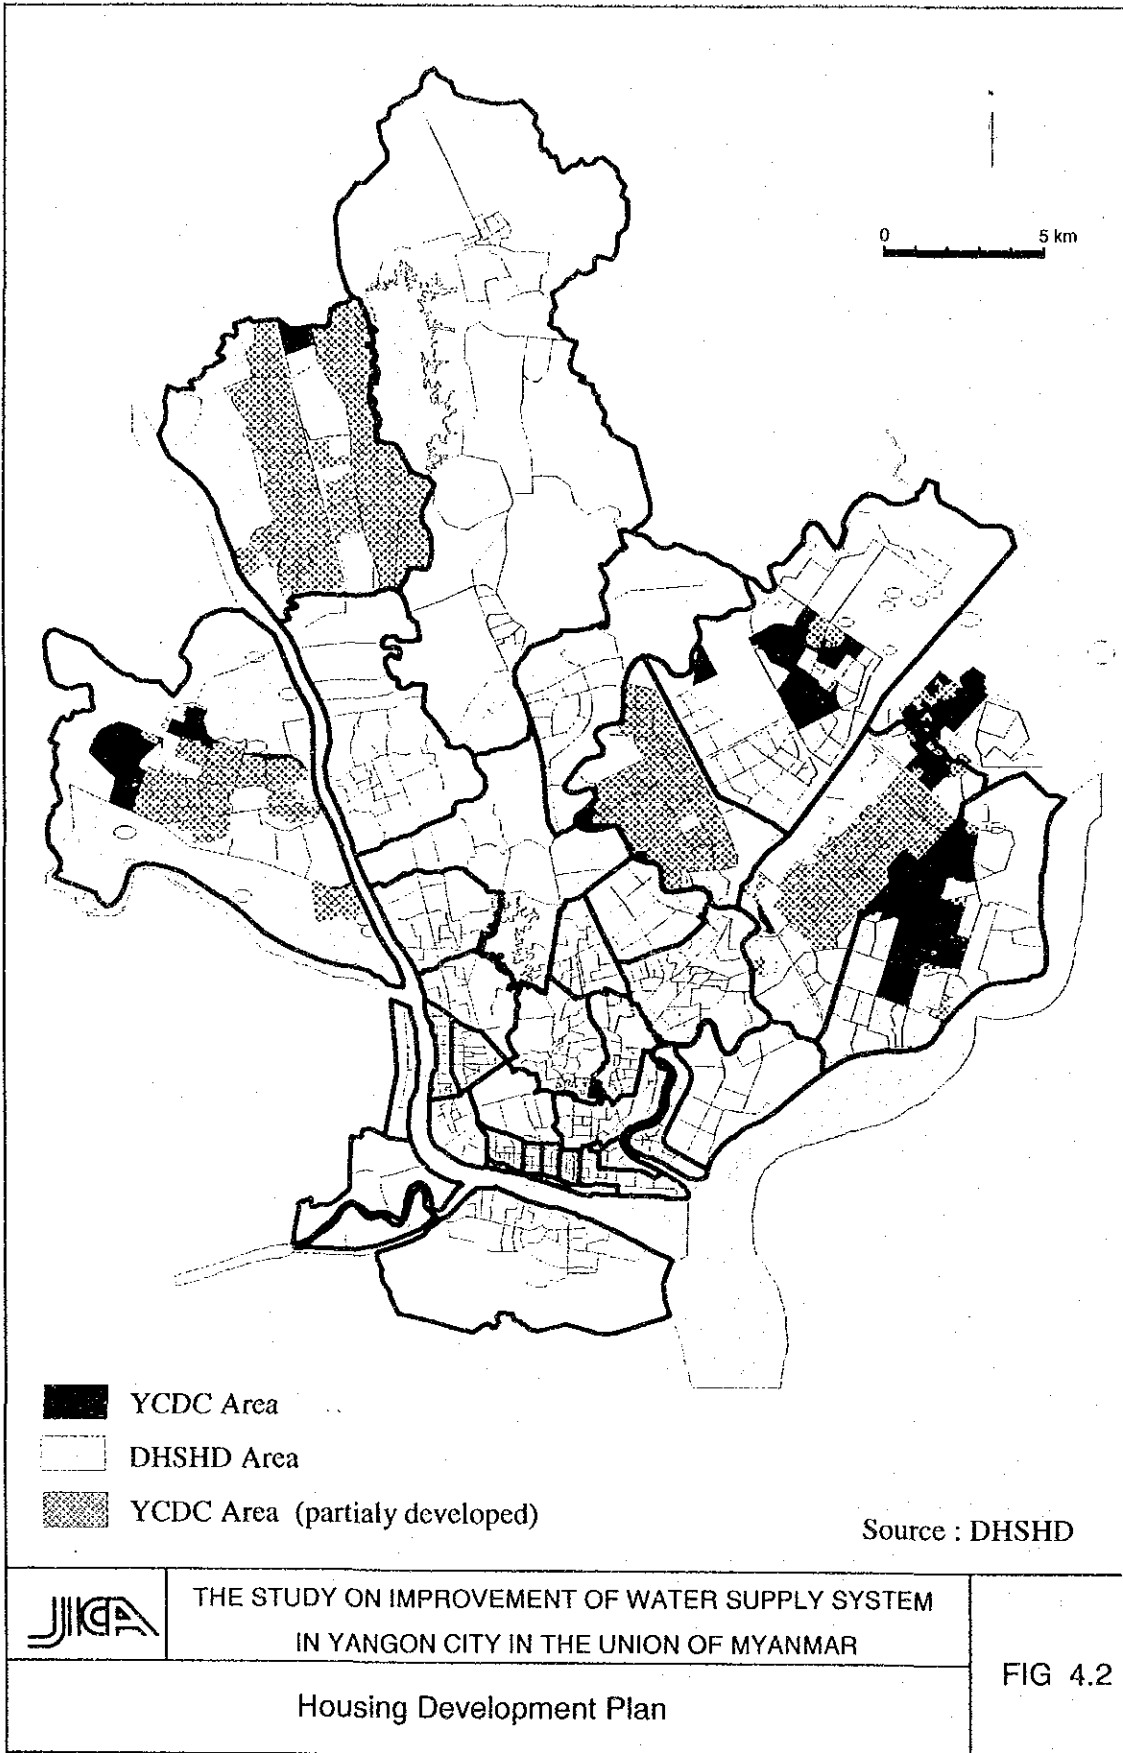 0 5 km
YCDC Area
DHSHD Area
YCDC Area (partialy developed)
Source : DHSHD
JICA
THE STUDY ON IMPROVEMENT OF WATER SUPPLY SYSTEM
IN YANGON CITY IN THE UNION OF MYANMAR
FIG 4.2
Housing Development Plan